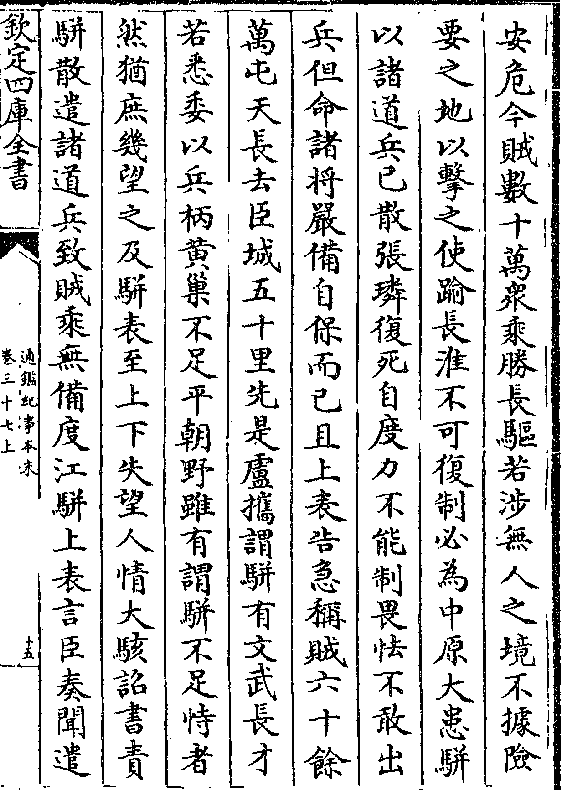 安危今賊數十萬衆乘勝長驅若涉無人之境不據險
要之地以擊之使踰長淮不可復制必為中原大患駢
以諸道兵已散張璘復死自度力不能制畏怯不敢出
兵但命諸將嚴備自保而已且上表告急稱賊六十餘
萬屯天長去臣城五十里先是盧攜謂駢有文武長才
若悉委以兵柄黄巢不足平朝野雖有謂駢不足恃者
然猶庶幾望之及駢表至上下失望人情大駭詔書責
駢散遣諸道兵致賊乘無備度江駢上表言臣奏聞遣
欽定四庫全書
通鑑紀事本末
卷三十七上
十五